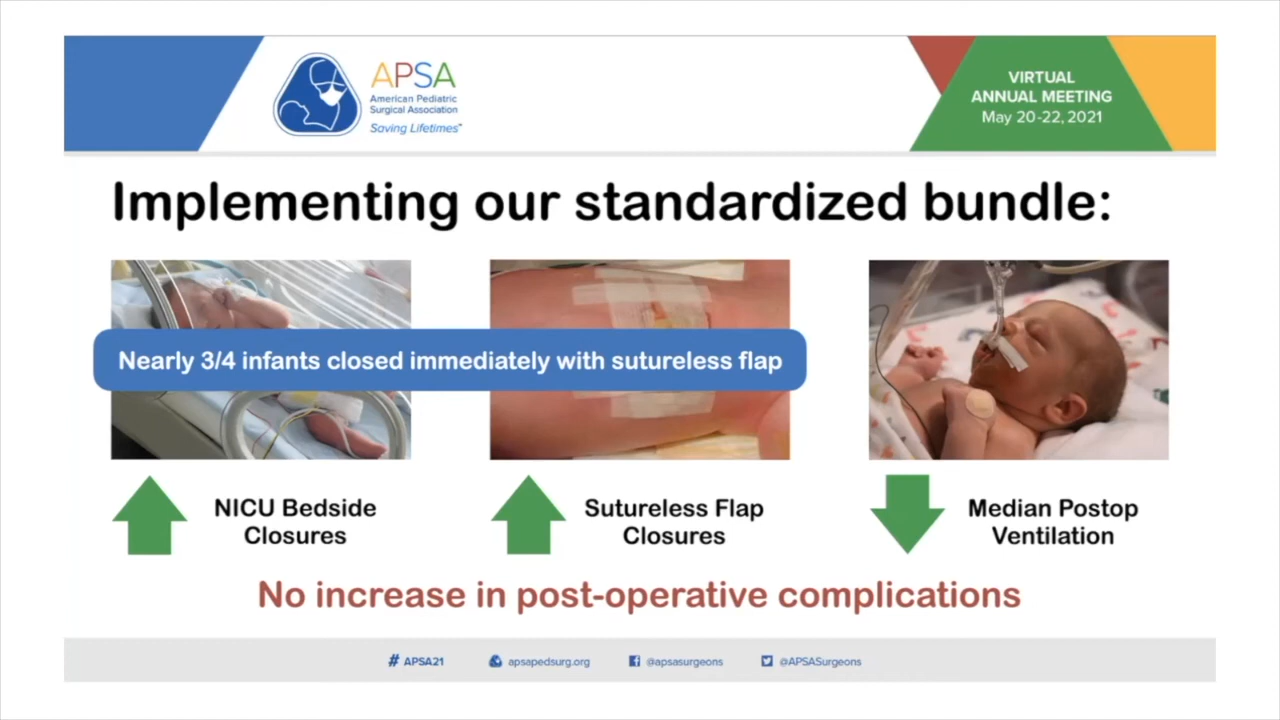 APSA
American Pediatric
Surgical Association
Saving Lifetimes™
VIRTUAL
ANNUAL MEETING
May 20-22, 2021
Implementing our standardized bundle:
Nearly 3/4 infants closed immediately with sutureless flap
NICU Bedside
Closures
Sutureless Flap
Closures
Median Postop
Ventilation
No increase in post-operative complications
# APSA21
apsapedsurg.org
@apsasurgeons
@APSASurgeons